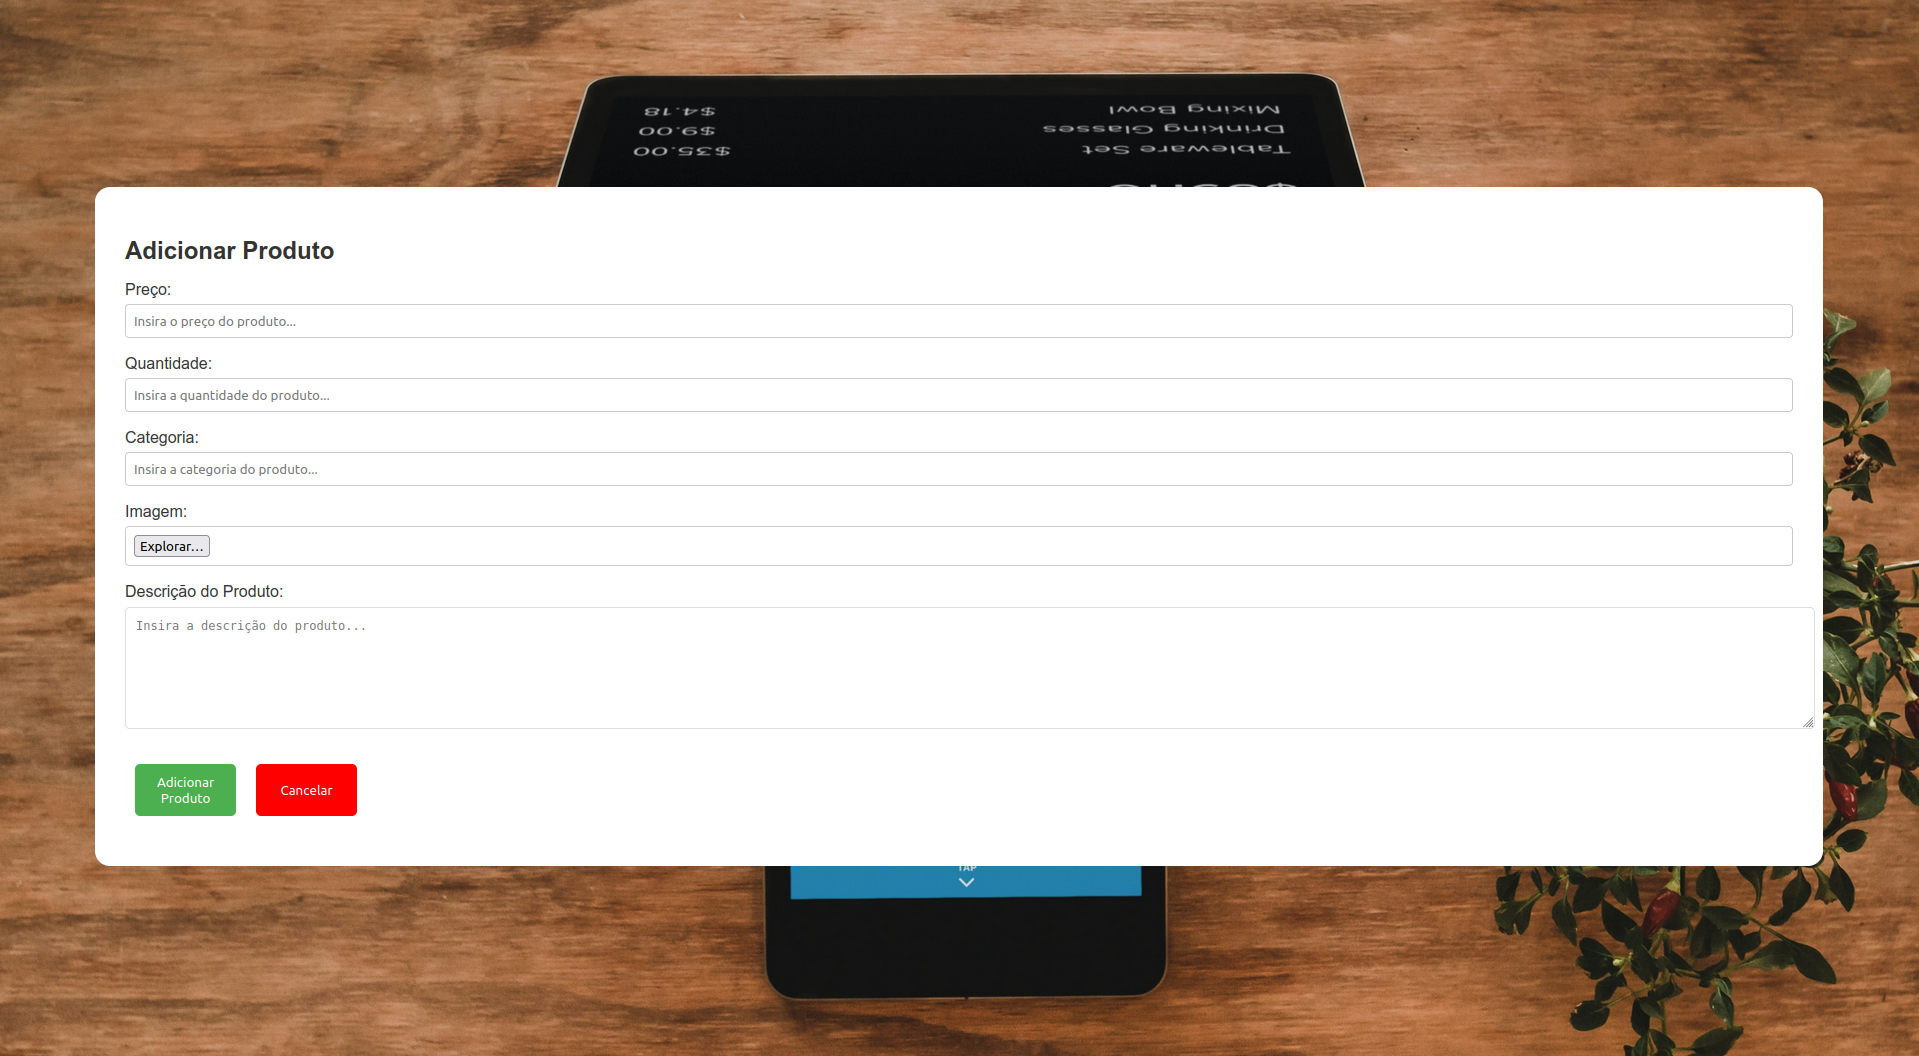 Mixing Bowl $4.18
Drinking Glasses $9.00
Tableware Set $35.00
Adicionar Produto
Preço:
Insira o preço do produto...
Quantidade:
Insira a quantidade do produto...
Categoria:
Insira a categoria do produto...
Imagem:
Explorar...
Descrição do Produto:
Insira a descrição do produto...
Adicionar
Produto
Cancelar
TAP